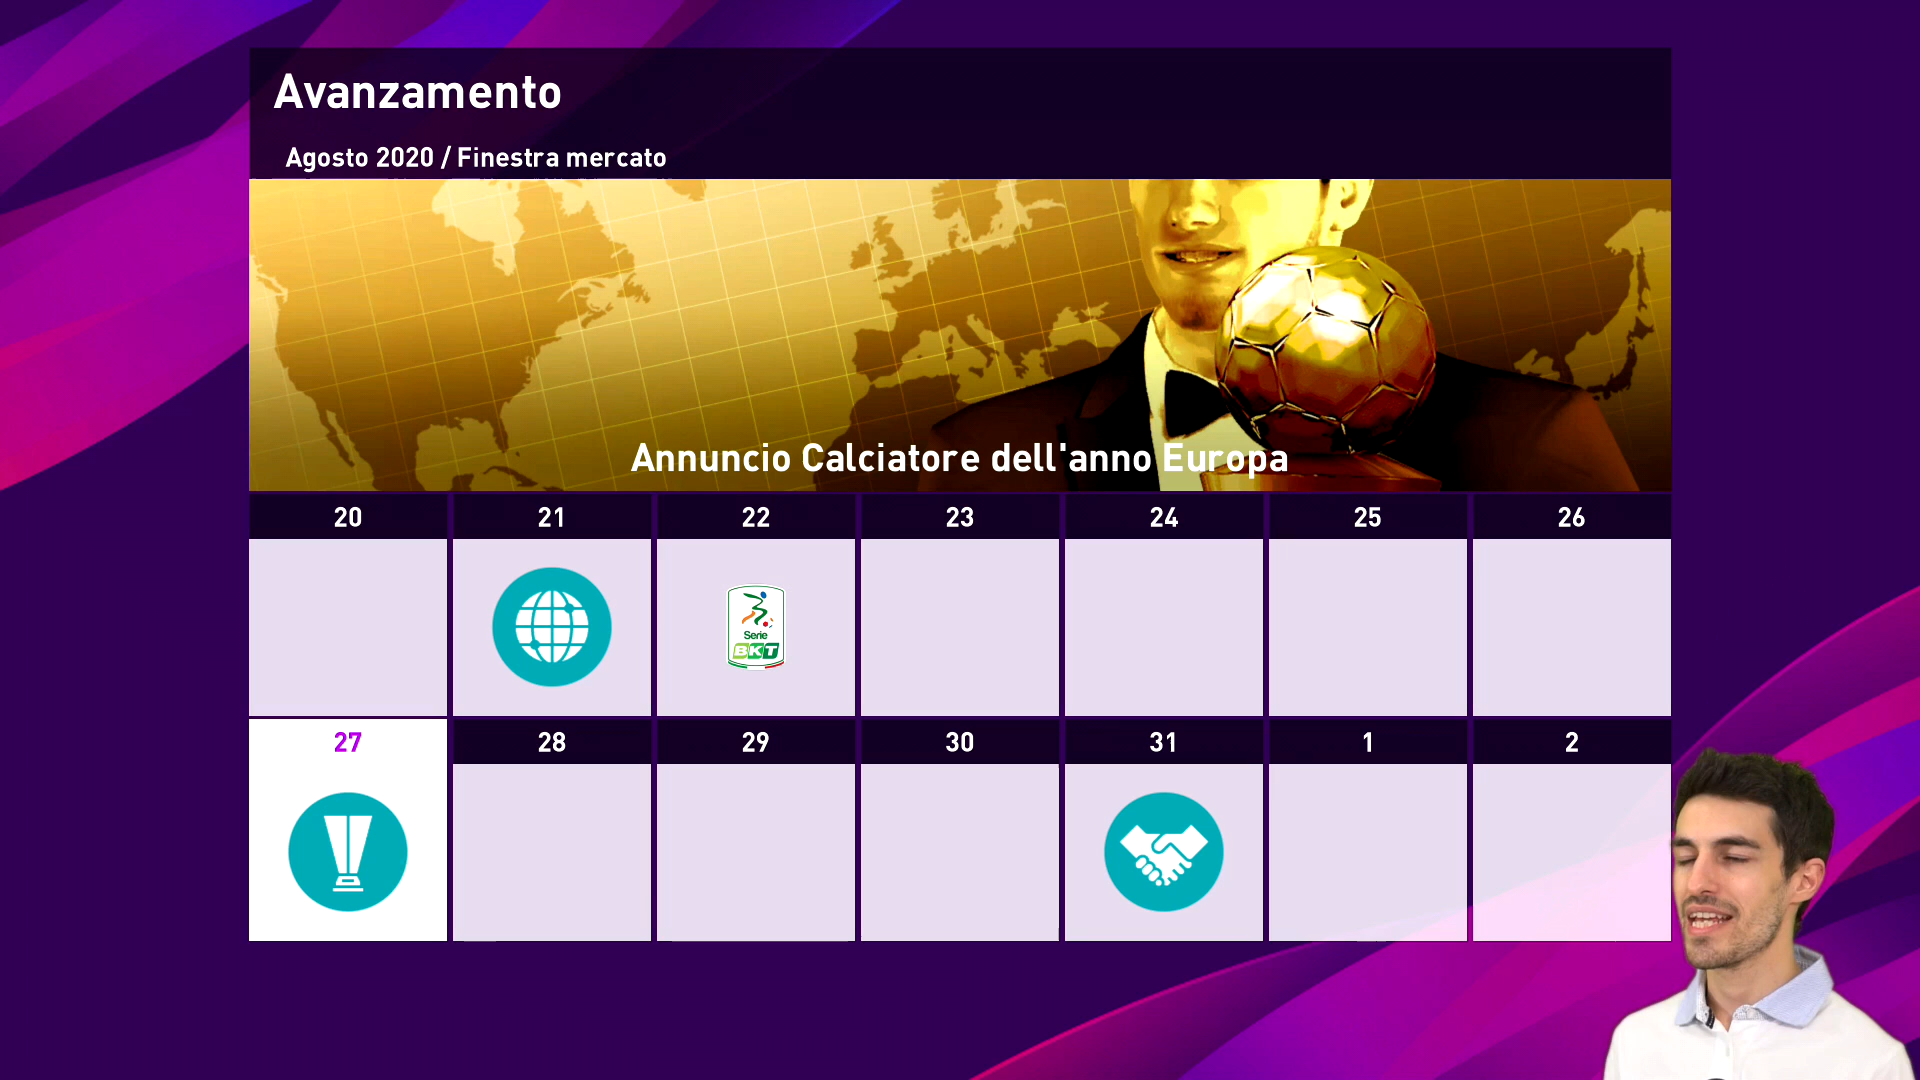 Avanzamento
Agosto 2020 / Finestra mercato
Annuncio Calciatore dell'anno Europa
20 21 22 23 24 25 26
Serie
BKT
27 28 29 30 31 1 2